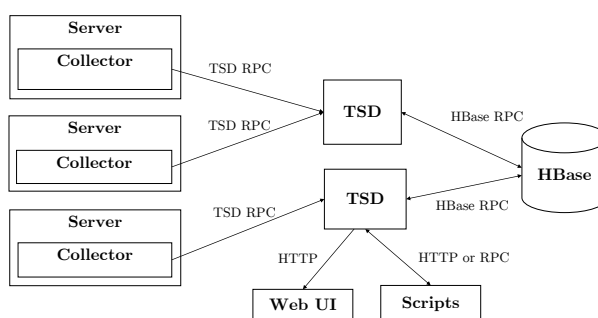 Server
Collector
TSD RPC
Server
Collector
TSD RPC
TSD
HBase RPC
HBase
Server
Collector
TSD RPC
TSD
HBase RPC
HTTP
HTTP or RPC
Web UI
Scripts